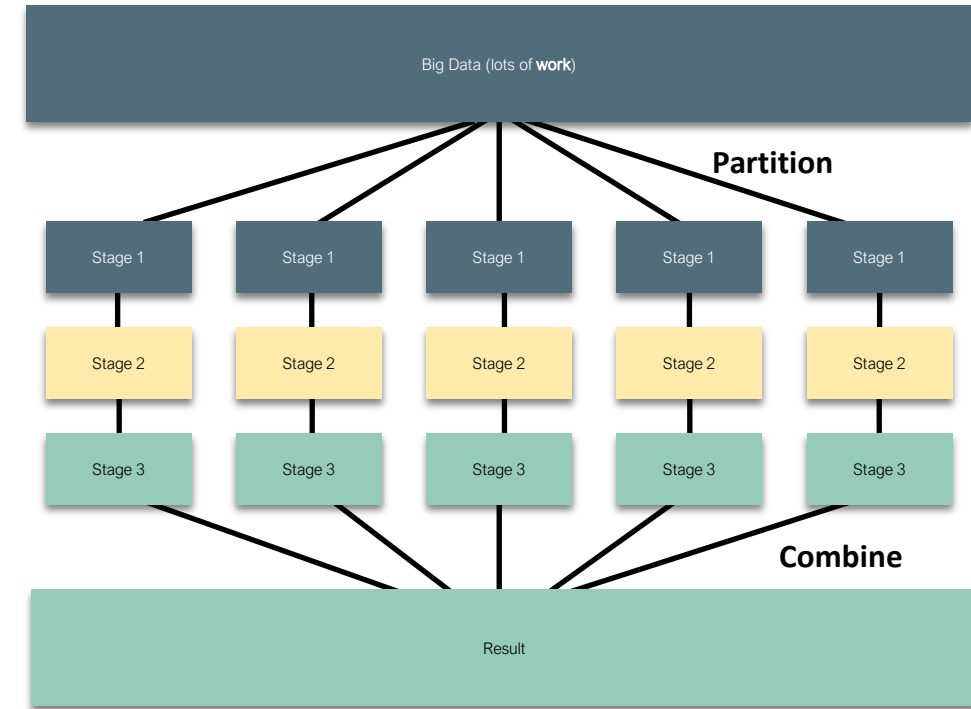 Big Data (lots of work)
Partition
Stage 1 Stage 1 Stage 1 Stage 1 Stage 1
Stage 2 Stage 2 Stage 2 Stage 2 Stage 2
Stage 3 Stage 3 Stage 3 Stage 3 Stage 3
Combine
Result